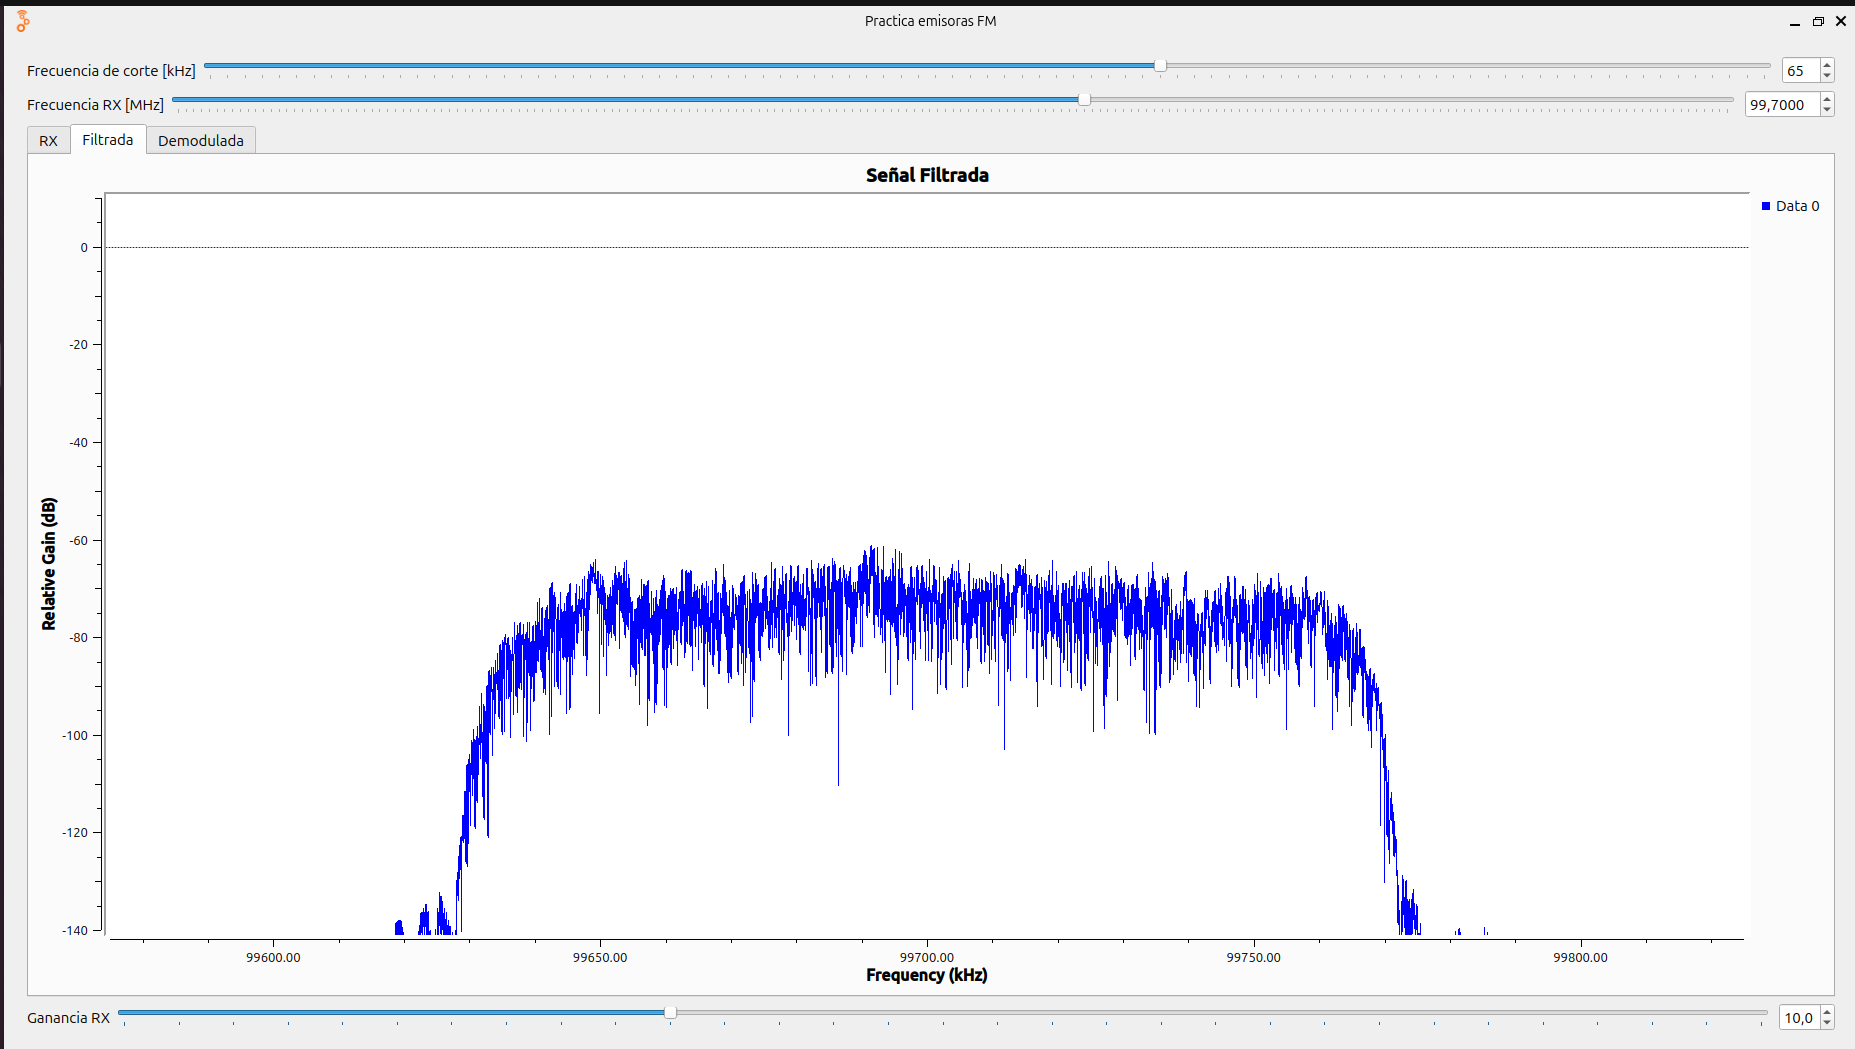 Practica emisoras FM
Frecuencia de corte [kHz] 65
Frecuencia RX [MHz] 99,7000
RX Filtrada Demodulada
Señal Filtrada
Data 0
0
-20
-40
-60
-80
-100
-120
-140
Relative Gain (dB)
99600.00 99650.00 99700.00 99750.00 99800.00
Frequency (kHz)
Ganancia RX 10,0